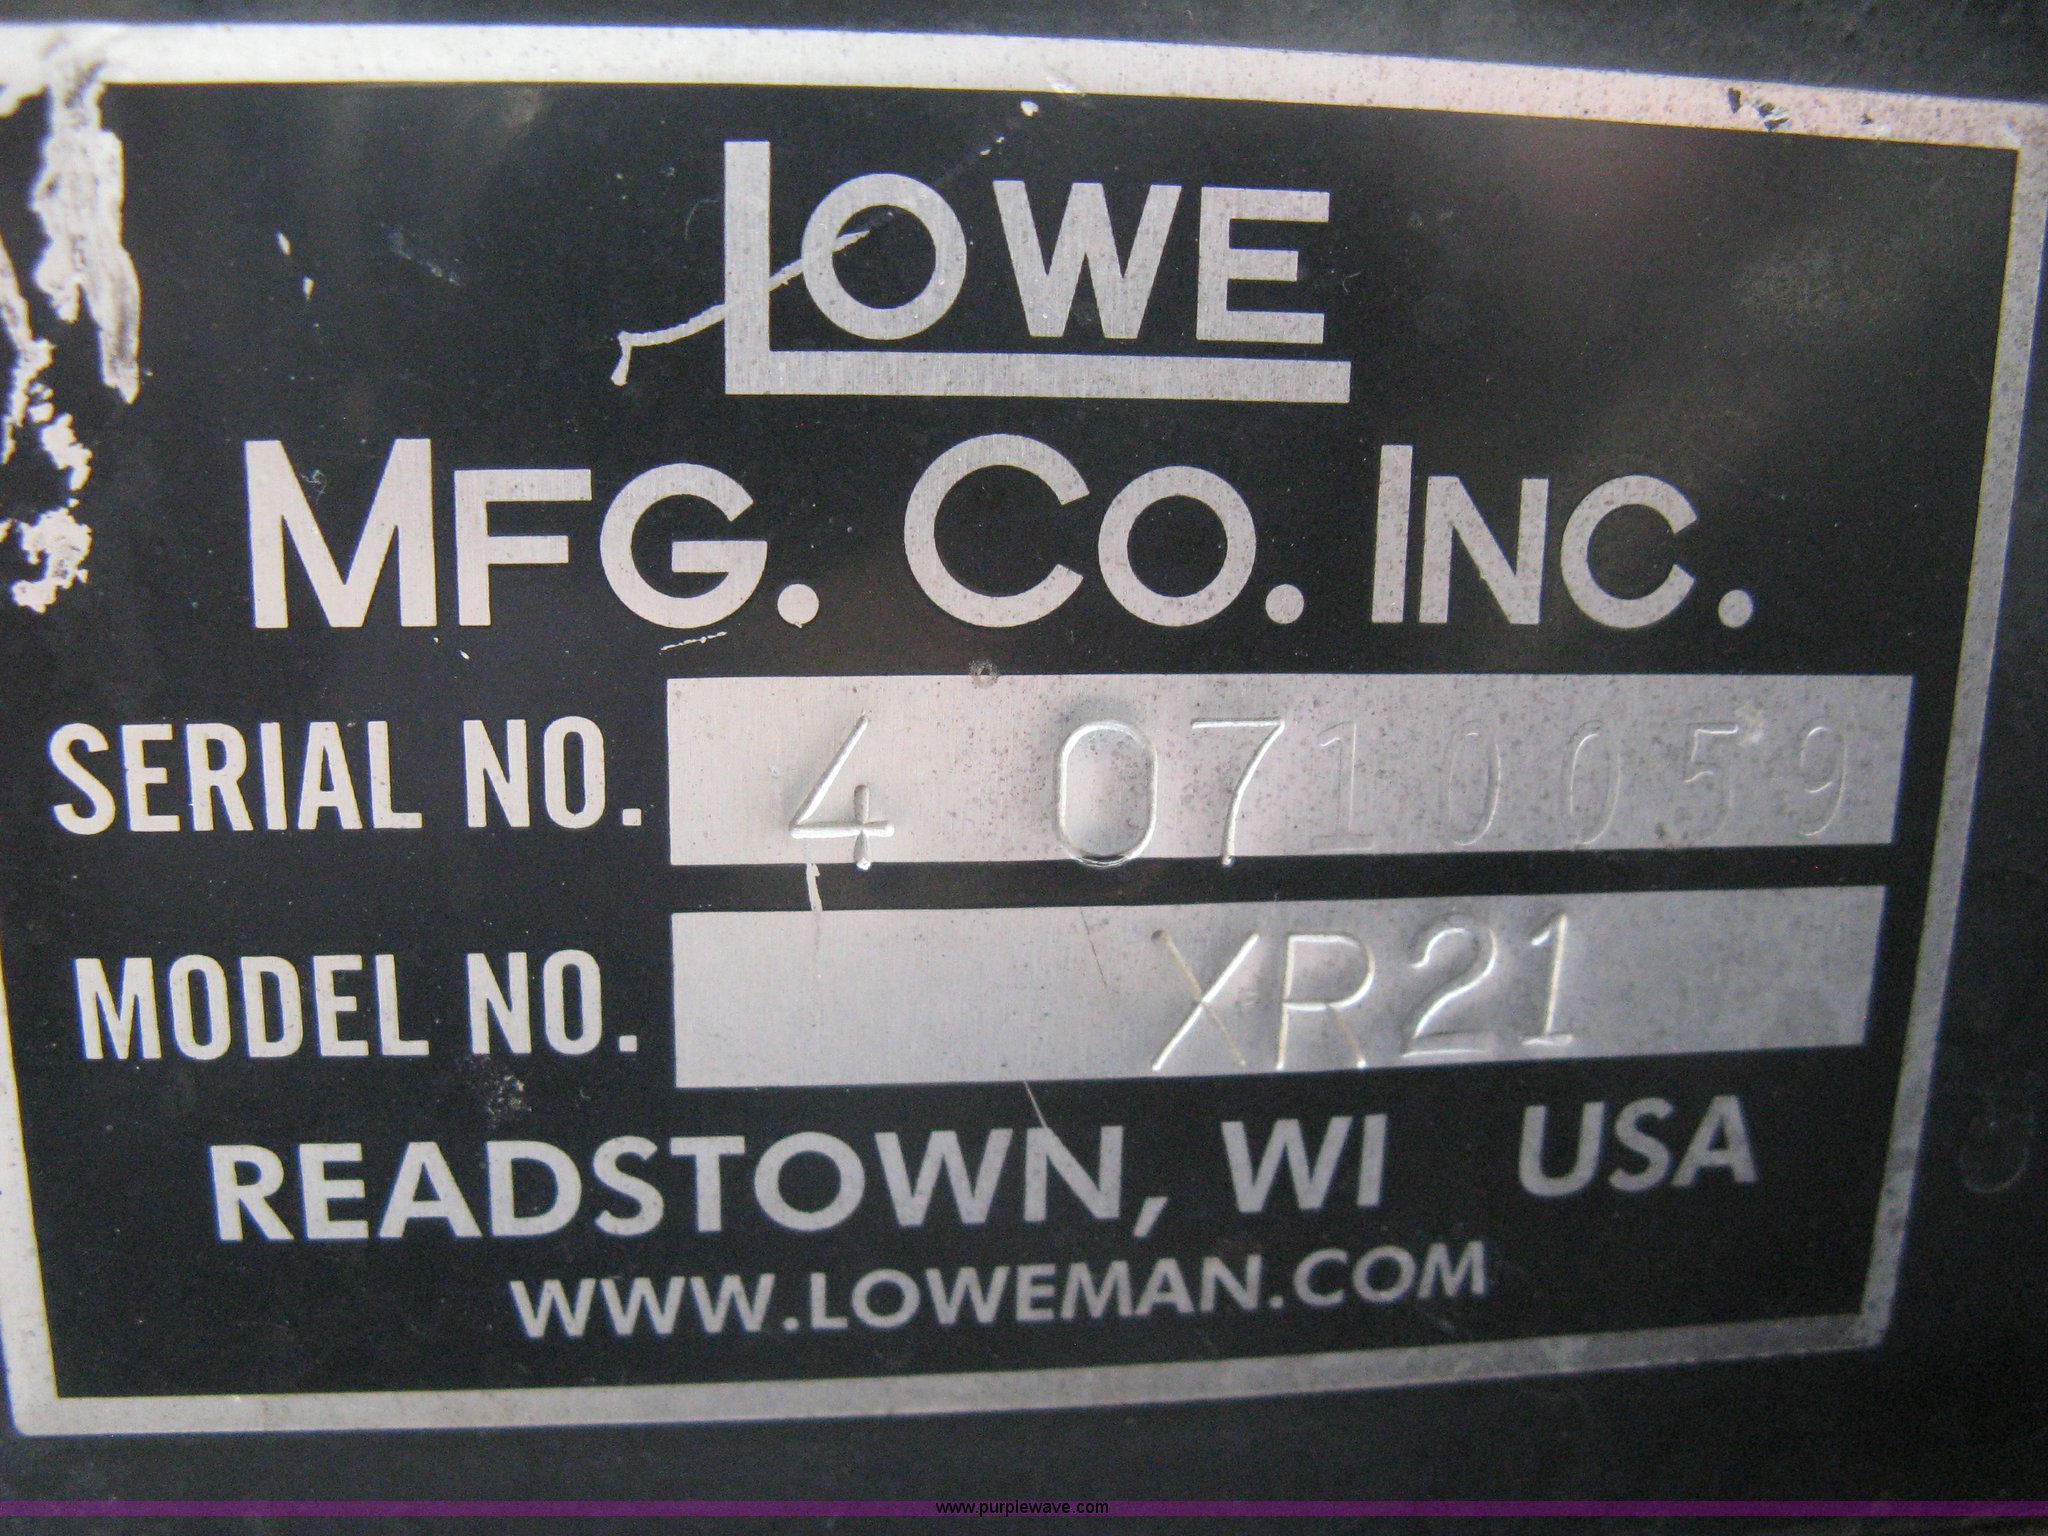 LOWE
MFG. CO. INC.
SERIAL NO. 4 0710059
MODEL NO. XR21
READSTOWN, WI USA
WWW.LOWEMAN.COM
www.purplewave.com